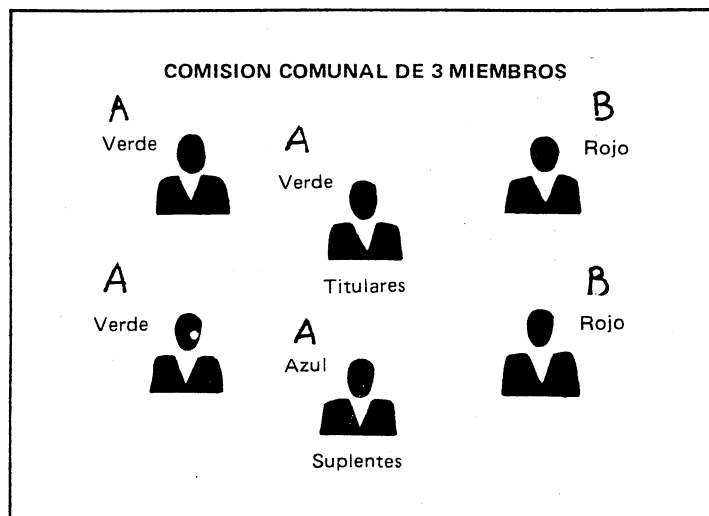 COMISION COMUNAL DE 3 MIEMBROS
A
Verde
A
Verde
B
Rojo
Titulares
A
Verde
A
Azul
B
Rojo
Suplentes